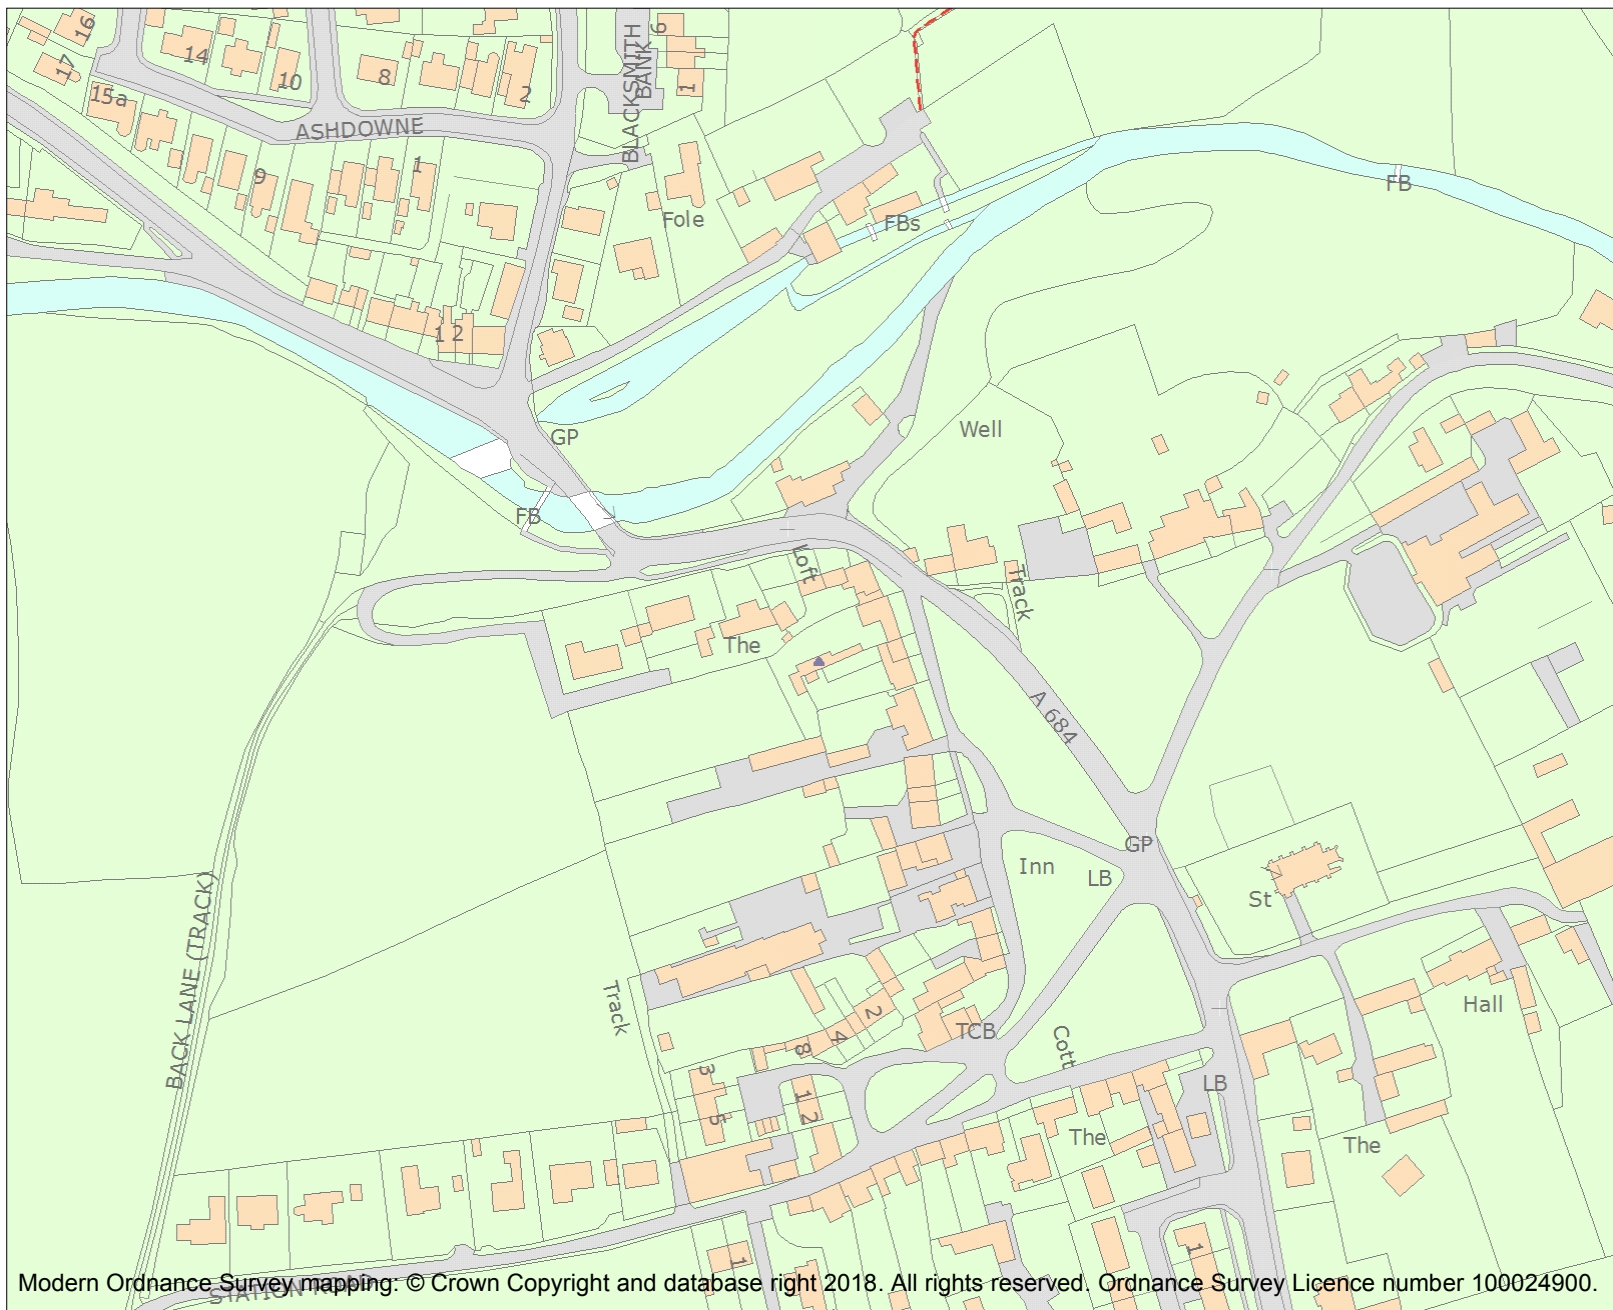 16
17
14
15a
10
8
2
BLACKSMITH
BANK
6
1
ASHDOWNE
9
1
Fole
FBs
FB
1 2
GP
FB
Well
Loft
Track
The
A 684
GP
Inn
LB
St
BACK LANE (TRACK)
Track
TCB
Cott
Hall
2
4
8
3
5
1
2
LB
The
The
1
1
STATION ROAD
Modern Ordnance Survey mapping: © Crown Copyright and database right 2018. All rights reserved. Ordnance Survey Licence number 100024900.